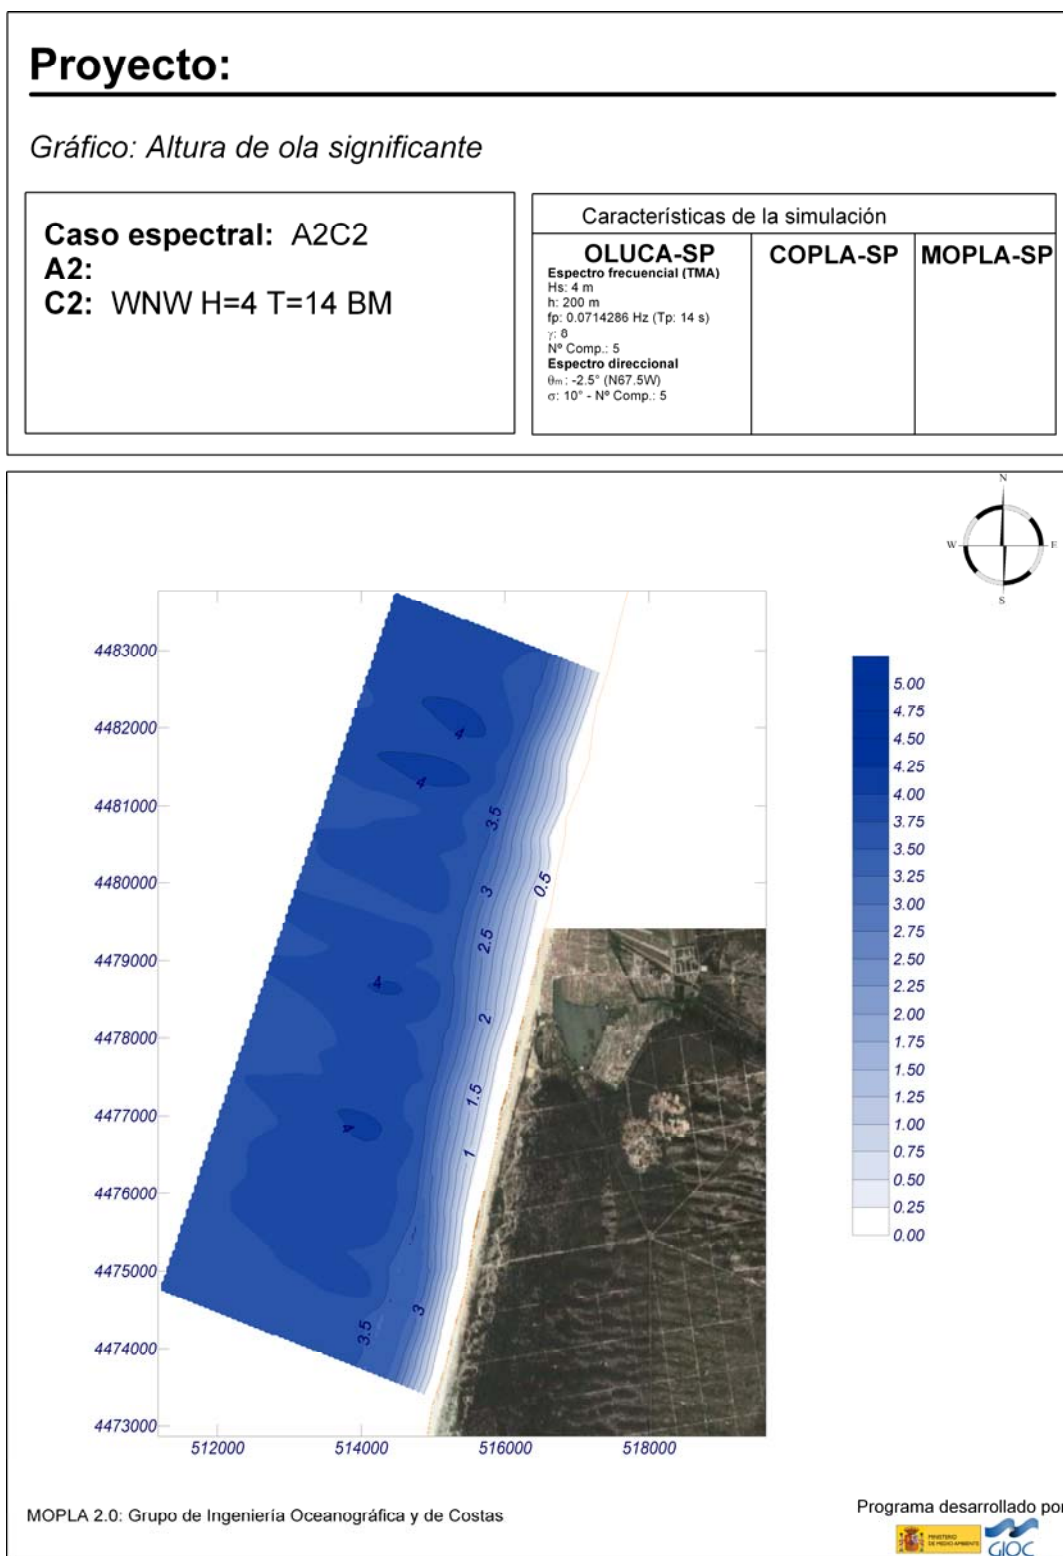 Proyecto:
Gráfico: Altura de ola significante
Caso espectral: A2C2
A2:
C2: WNW H=4 T=14 BM
Características de la simulación
OLUCA-SP
Espectro frecuencial (TMA)
Hs: 4 m
h: 200 m
fp: 0.0714286 Hz (Tp: 14 s)
γ: 8
Nº Comp.: 5
Espectro direccional
θm: -2.5° (N67.5W)
σ: 10° - Nº Comp.: 5
COPLA-SP
MOPLA-SP
N
W
E
S
4483000
4482000
4481000
4480000
4479000
4478000
4477000
4476000
4475000
4474000
4473000
512000
514000
516000
518000
4
4
3.5
3
0.5
2.5
4
2
1.5
4
1
3
3.5
5.00
4.75
4.50
4.25
4.00
3.75
3.50
3.25
3.00
2.75
2.50
2.25
2.00
1.75
1.50
1.25
1.00
0.75
0.50
0.25
0.00
MOPLA 2.0: Grupo de Ingeniería Oceanográfica y de Costas
Programa desarrollado por
MINISTERIO
DE MEDIO AMBIENTE
GIOC